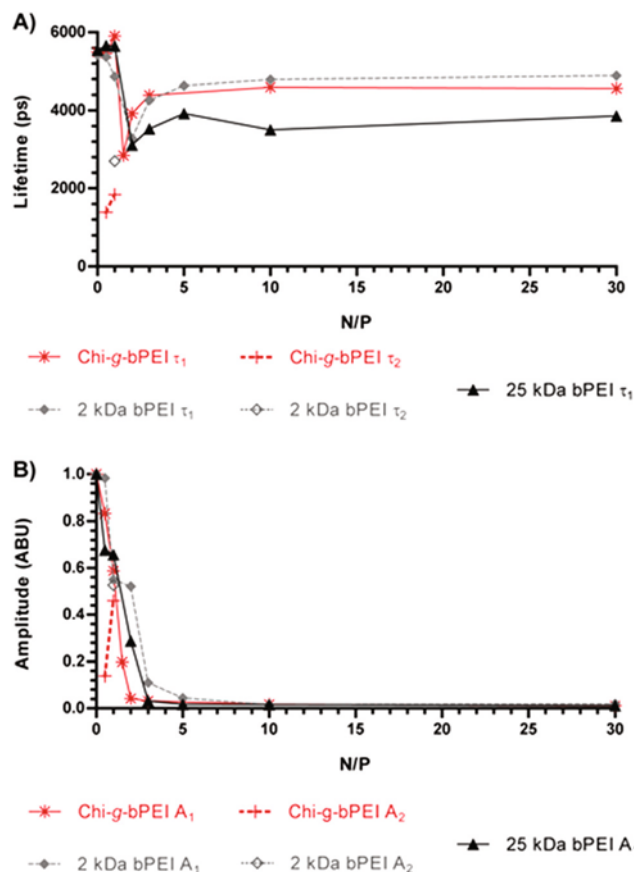 A)
6000
4000
2000
0
Lifetime (ps)
0 5 10 15 20 25 30
N/P
Chi-g-bPEI τ₁ Chi-g-bPEI τ₂
25 kDa bPEI τ₁
2 kDa bPEI τ₁ 2 kDa bPEI τ₂
B)
1.0
0.8
0.6
0.4
0.2
0.0
Amplitude (ABU)
0 5 10 15 20 25 30
N/P
Chi-g-bPEI A₁ Chi-g-bPEI A₂
25 kDa bPEI A
2 kDa bPEI A₁ 2 kDa bPEI A₂